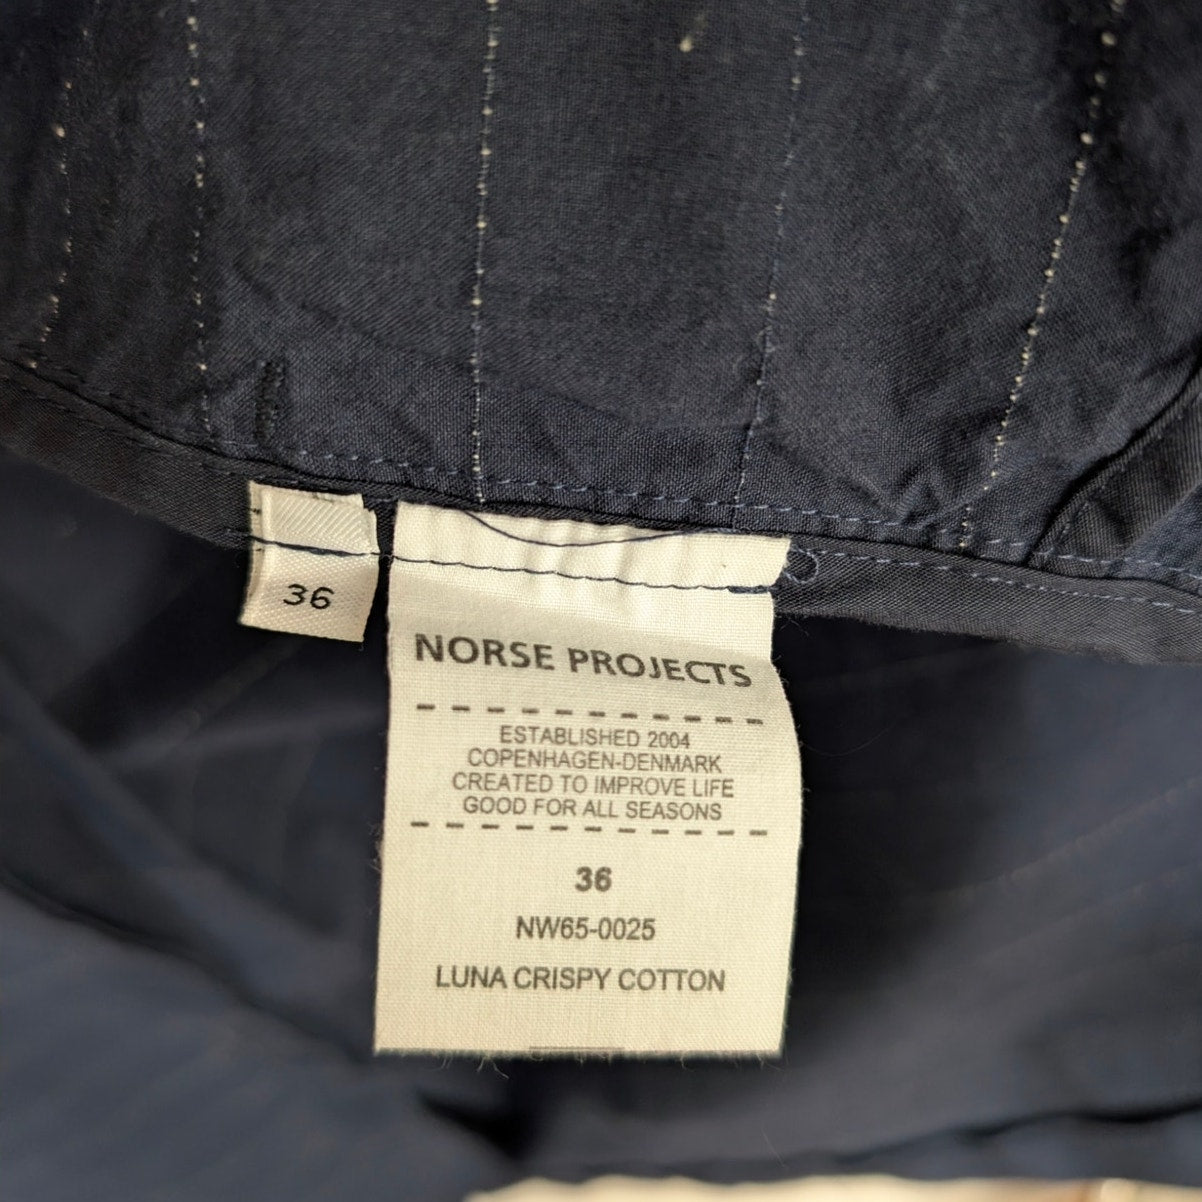 36
NORSE PROJECTS
ESTABLISHED 2004
COPENHAGEN-DENMARK
CREATED TO IMPROVE LIFE
GOOD FOR ALL SEASONS
36
NW65-0025
LUNA CRISPY COTTON